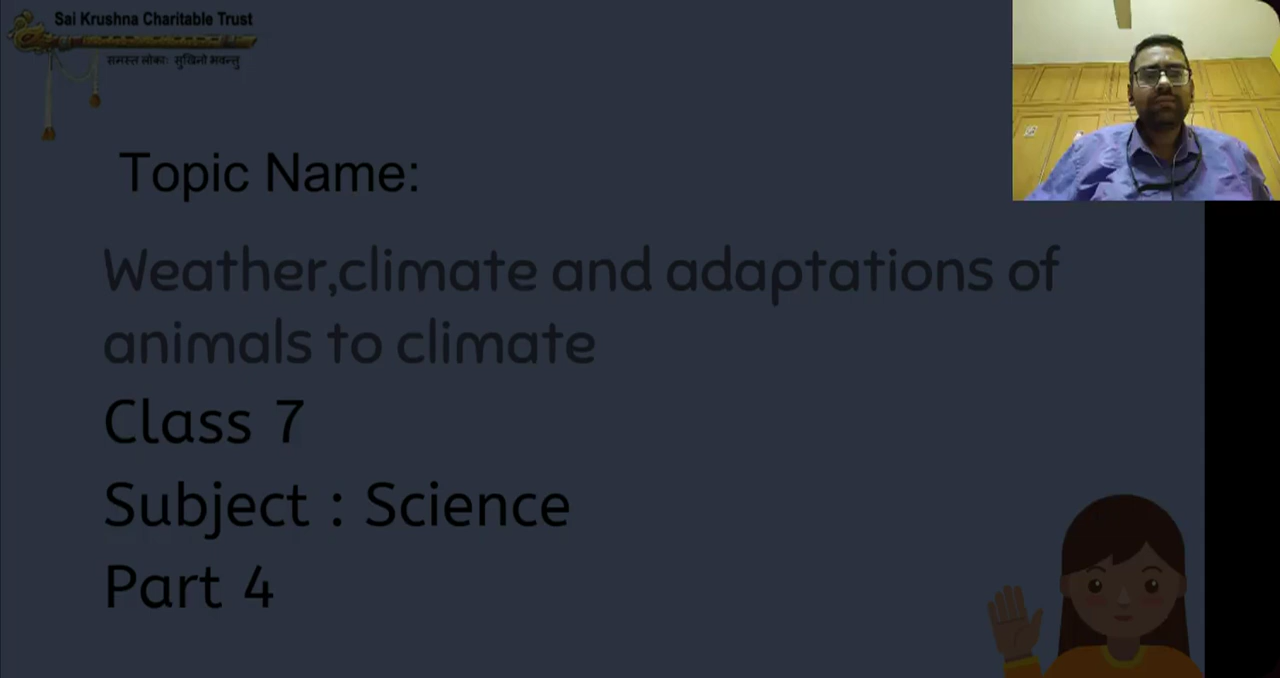 Sai Krushna Charitable Trust
समस्त लोकाः सुखिनो भवन्तु
Topic Name:
Weather,climate and adaptations of
animals to climate
Class 7
Subject : Science
Part 4